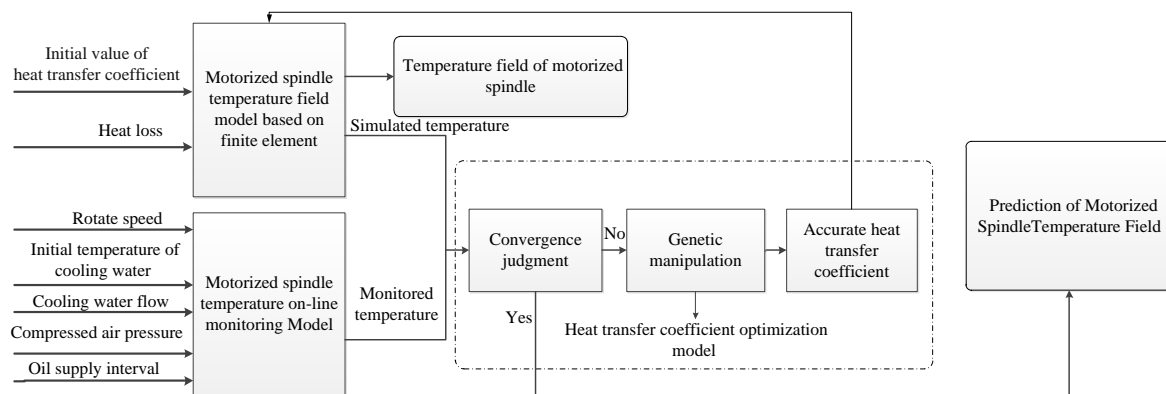 Initial value of
heat transfer coefficient
Heat loss
Motorized spindle
temperature field
model based on
finite element
Temperature field of motorized
spindle
Simulated temperature
Rotate speed
Initial temperature of
cooling water
Cooling water flow
Compressed air pressure
Oil supply interval
Motorized spindle
temperature on-line
monitoring Model
Monitored
temperature
Convergence
judgment
No
Yes
Genetic
manipulation
Accurate heat
transfer
coefficient
Heat transfer coefficient optimization
model
Prediction of Motorized
SpindleTemperature Field